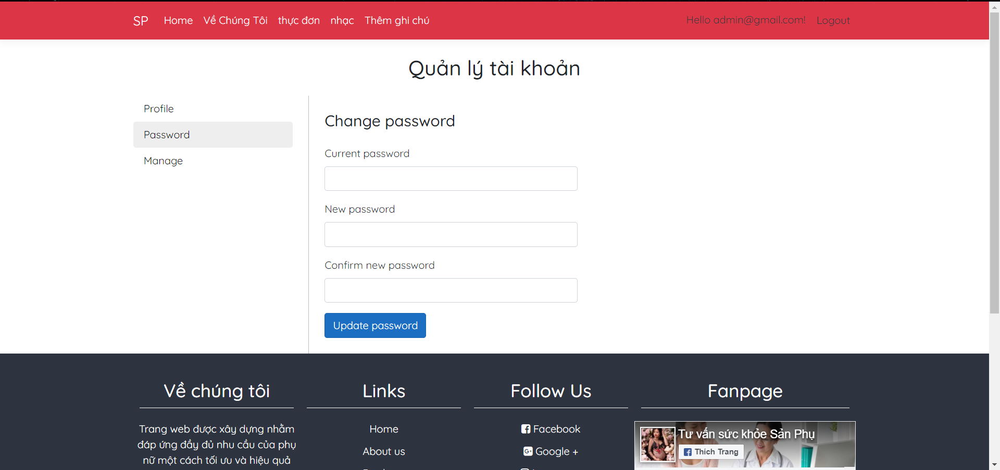 SP Home Về Chúng Tôi thực đơn nhạc Thêm ghi chú Hello admin@gmail.com! Logout
Quản lý tài khoản
Profile
Password
Manage
Change password
Current password
New password
Confirm new password
Update password
Về chúng tôi
Trang web được xây dựng nhằm
đáp ứng đầy đủ nhu cầu của phụ
nữ một cách tối ưu và hiệu quả
Links
Home
About us
Follow Us
Facebook
Google +
Fanpage
Tư vấn sức khỏe Sản Phụ
Thích Trang